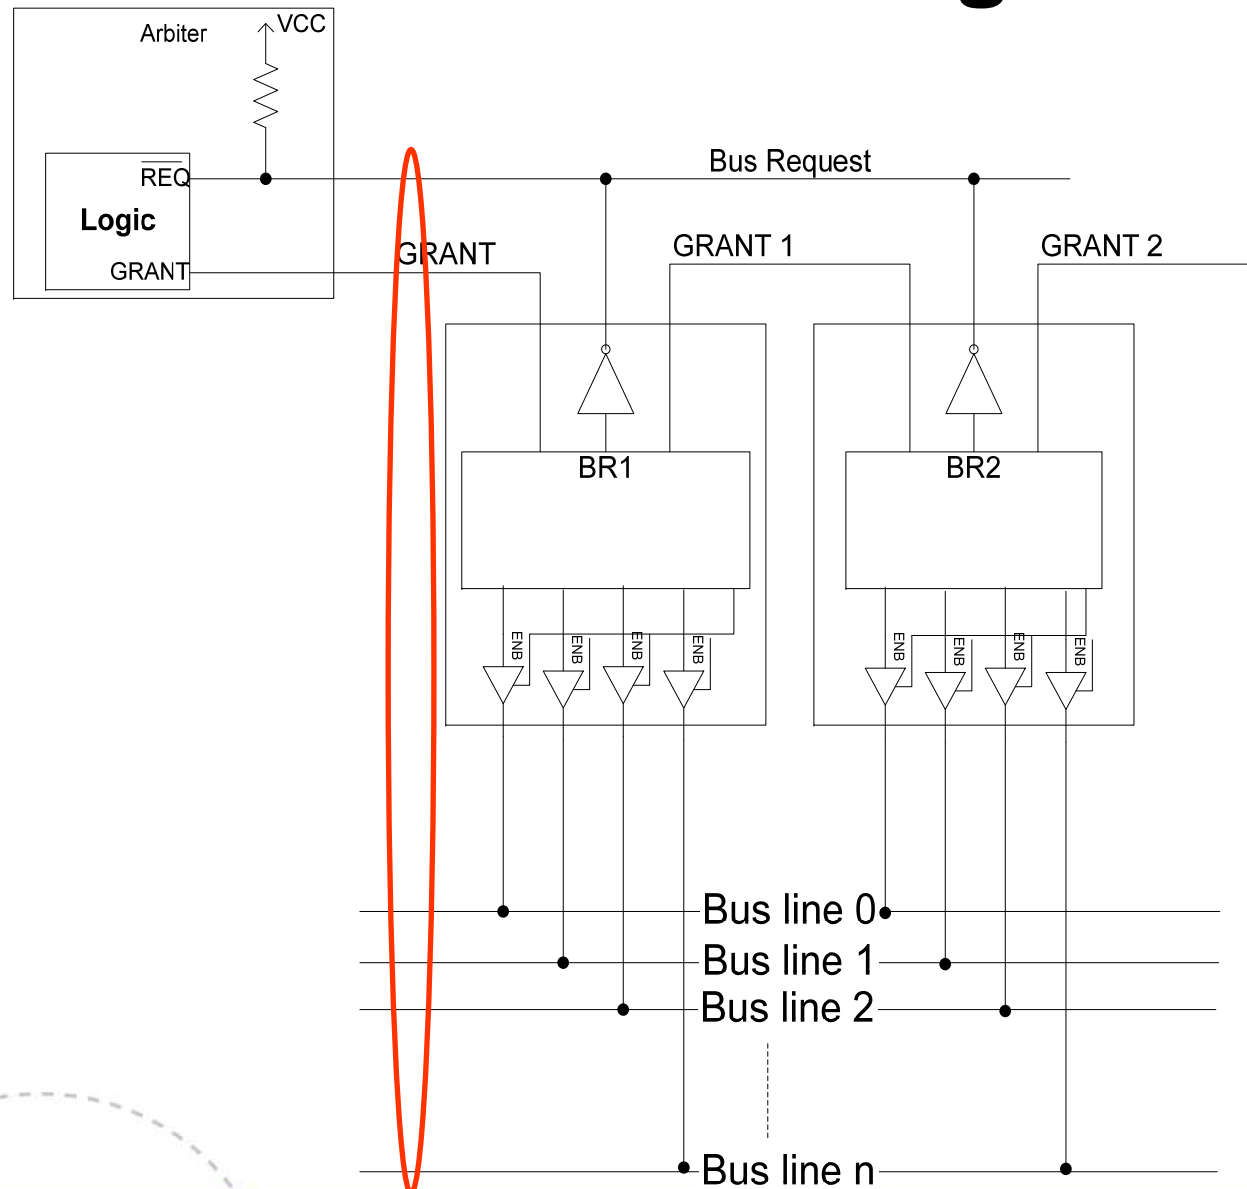 Arbiter
VCC
REQ
Logic
GRANT
Bus Request
GRANT
GRANT 1
GRANT 2
BR1
BR2
ENB
ENB
ENB
ENB
ENB
ENB
ENB
ENB
Bus line 0
Bus line 1
Bus line 2
Bus line n